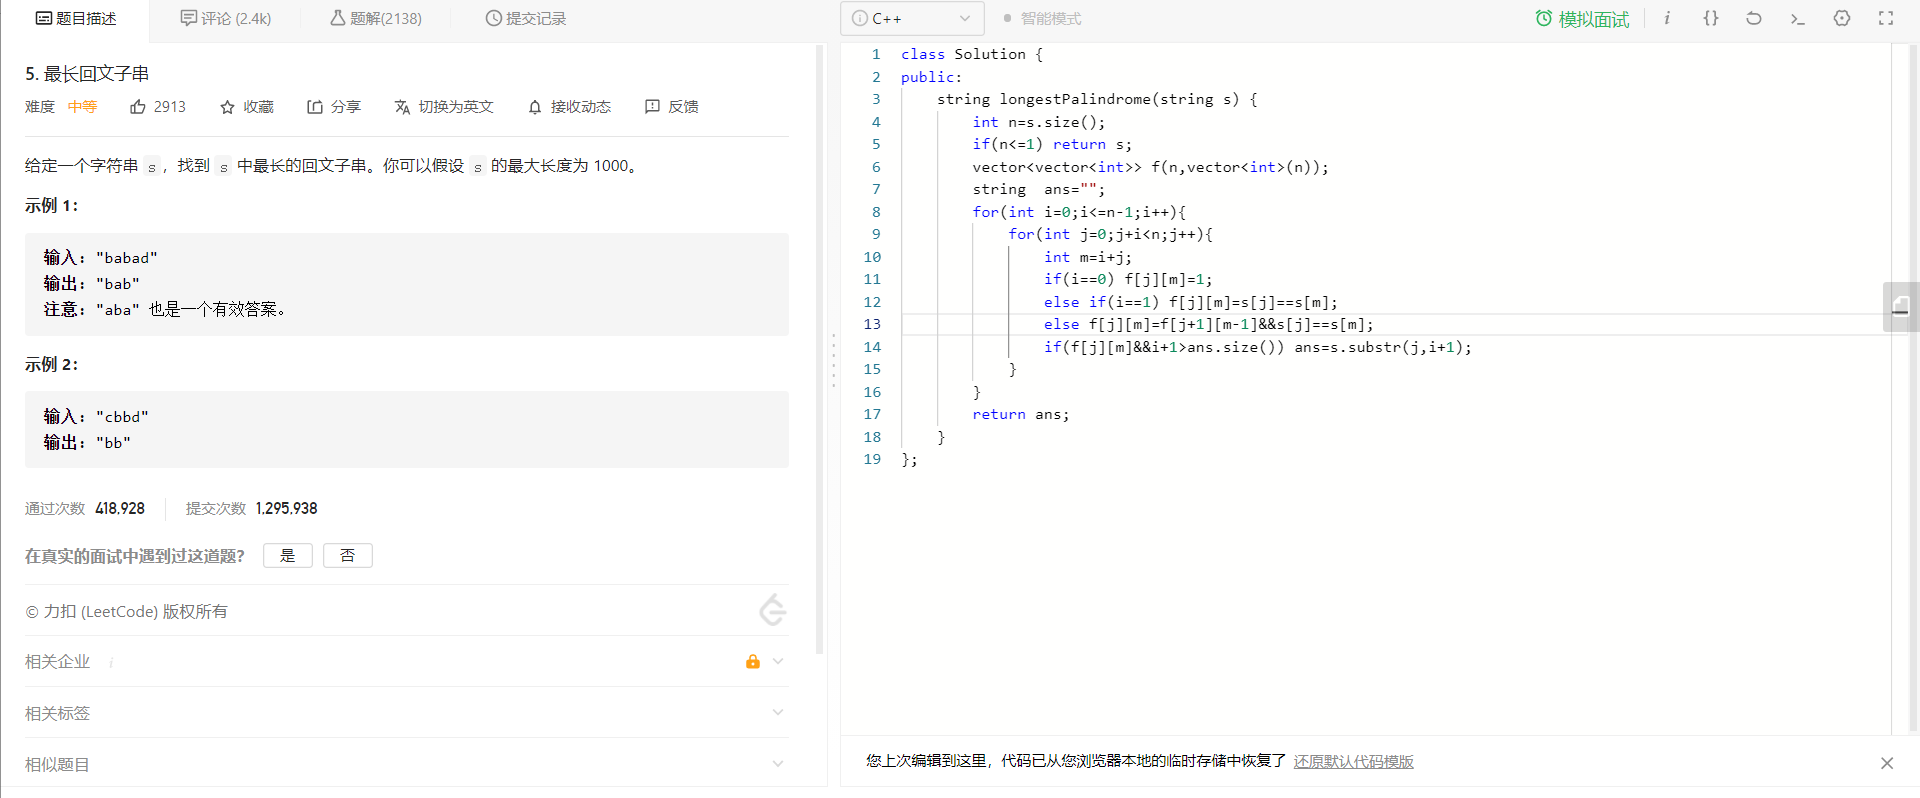 题目描述
评论 (2.4k)
题解(2138)
提交记录
5. 最长回文子串
难度 中等 2913 收藏 分享 切换为英文 接收动态 反馈
给定一个字符串 s，找到 s 中最长的回文子串。你可以假设 s 的最大长度为 1000。
示例 1：
输入: "babad"
输出: "bab"
注意: "aba" 也是一个有效答案。
示例 2：
输入: "cbbd"
输出: "bb"
通过次数 418,928 提交次数 1,295,938
在真实的面试中遇到过这道题? 是 否
© 力扣 (LeetCode) 版权所有
相关企业 i
相关标签
相似题目
C++ 智能模式 模拟面试 i {}
1 class Solution {
2 public:
3     string longestPalindrome(string s) {
4         int n=s.size();
5         if(n<=1) return s;
6         vector<vector<int>> f(n,vector<int>(n));
7         string  ans="";
8         for(int i=0;i<=n-1;i++){
9             for(int j=0;j+i<n;j++){
10                 int m=i+j;
11                 if(i==0) f[j][m]=1;
12                 else if(i==1) f[j][m]=s[j]==s[m];
13                 else f[j][m]=f[j+1][m-1]&&s[j]==s[m];
14                 if(f[j][m]&&i+1>ans.size()) ans=s.substr(j,i+1);
15             }
16         }
17         return ans;
18     }
19 };
您上次编辑到这里，代码已从您浏览器本地的临时存储中恢复了 还原默认代码模版